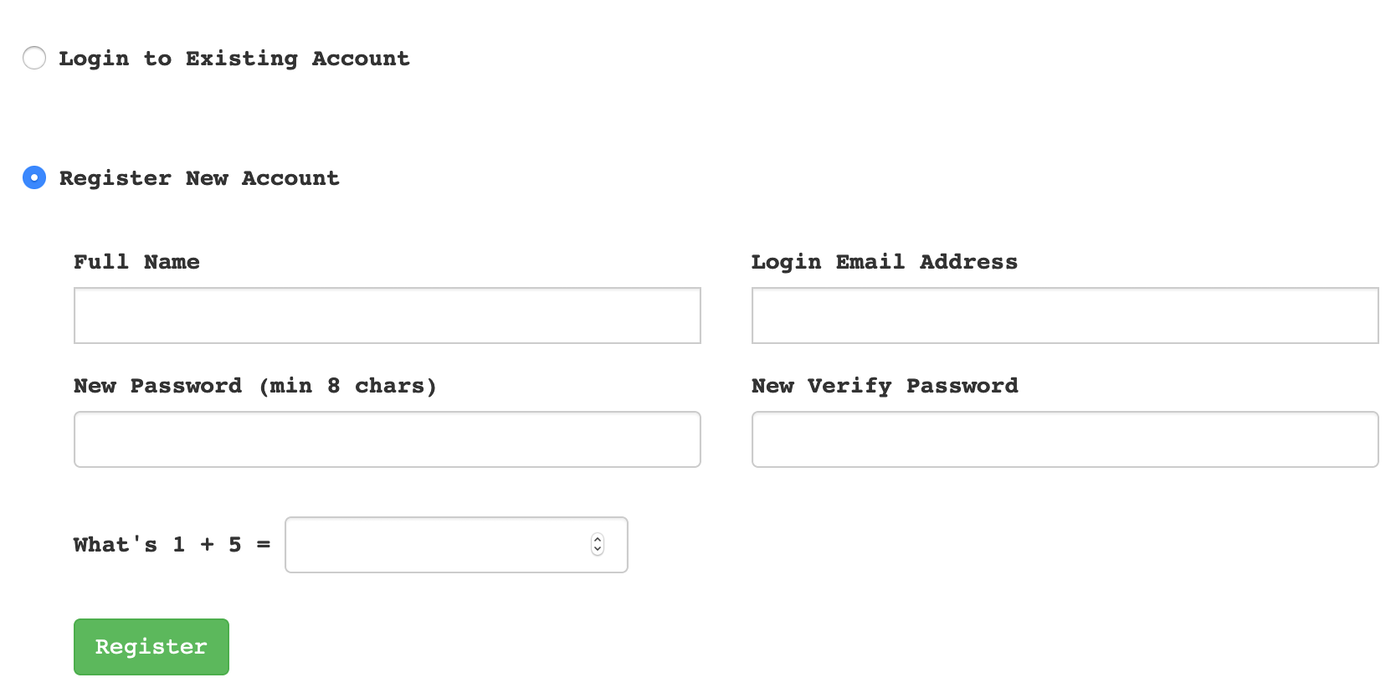 Login to Existing Account
Register New Account
Full Name
Login Email Address
New Password (min 8 chars)
New Verify Password
What's 1 + 5 =
Register